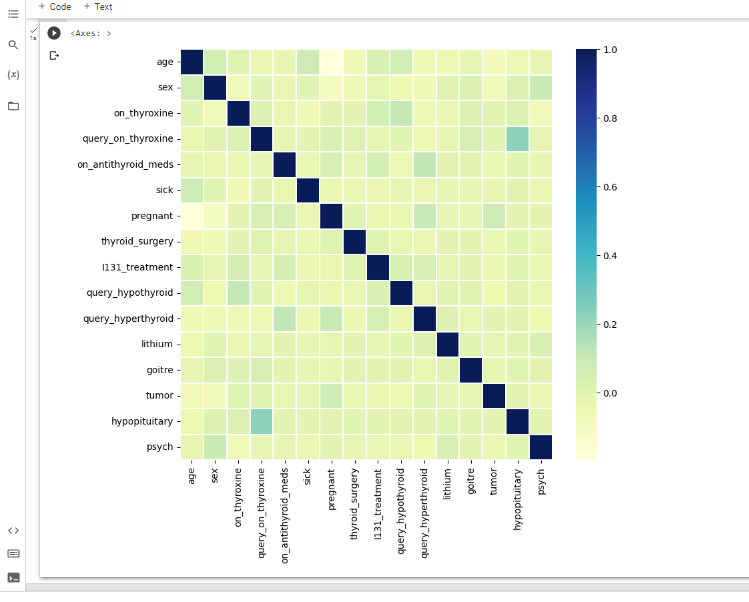 + Code + Text
1s
<Axes: >
{x}
age
sex
on_thyroxine
query_on_thyroxine
on_antithyroid_meds
sick
pregnant
thyroid_surgery
I131_treatment
query_hypothyroid
query_hyperthyroid
lithium
goitre
tumor
hypopituitary
psych
age
sex
on_thyroxine
query_on_thyroxine
on_antithyroid_meds
sick
pregnant
thyroid_surgery
I131_treatment
query_hypothyroid
query_hyperthyroid
lithium
goitre
tumor
hypopituitary
psych
1.0
0.8
0.6
0.4
0.2
0.0